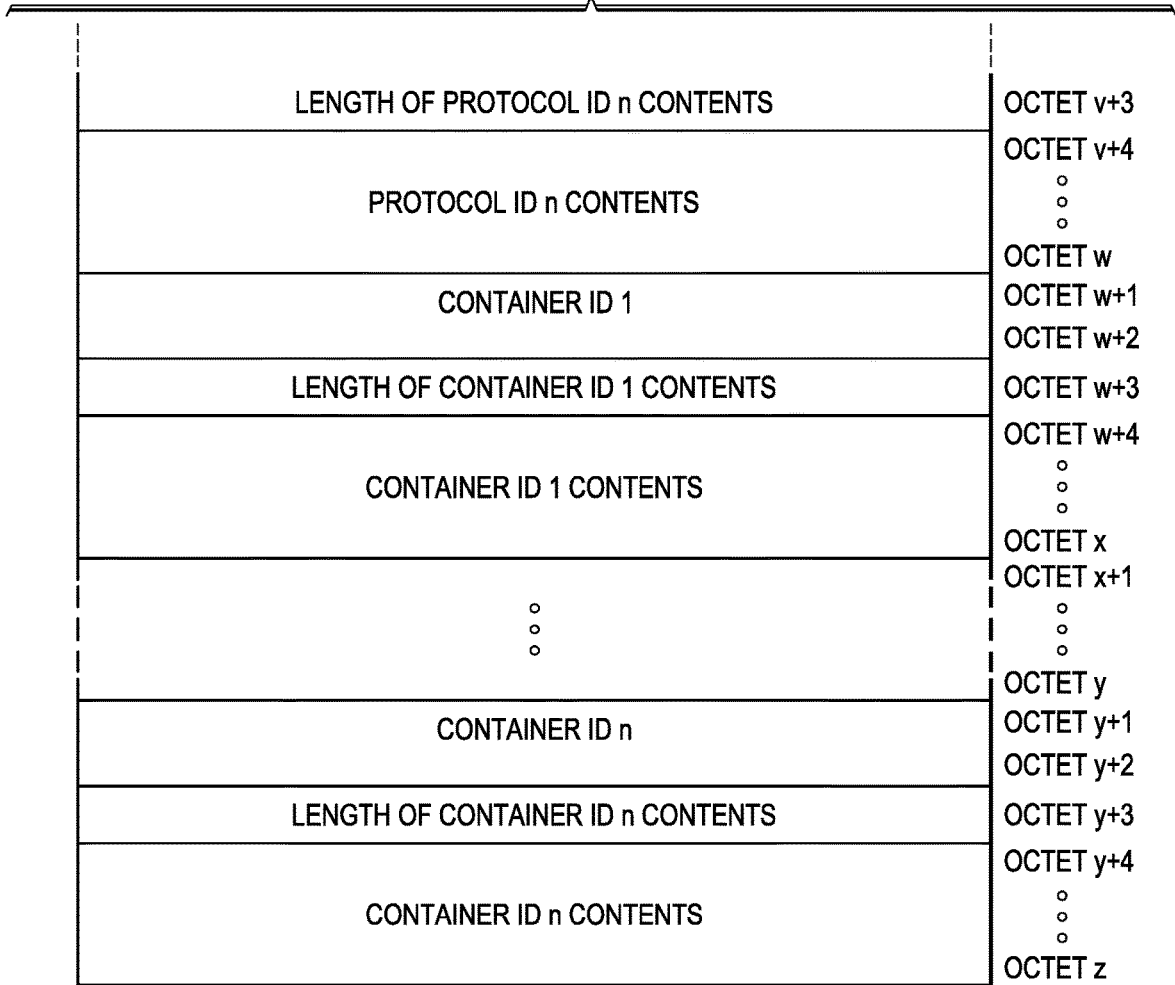 LENGTH OF PROTOCOL ID n CONTENTS OCTET v+3
OCTET v+4
PROTOCOL ID n CONTENTS
OCTET w
CONTAINER ID 1 OCTET w+1
OCTET w+2
LENGTH OF CONTAINER ID 1 CONTENTS OCTET w+3
OCTET w+4
CONTAINER ID 1 CONTENTS
OCTET x
OCTET x+1
OCTET y
CONTAINER ID n OCTET y+1
OCTET y+2
LENGTH OF CONTAINER ID n CONTENTS OCTET y+3
OCTET y+4
CONTAINER ID n CONTENTS
OCTET z